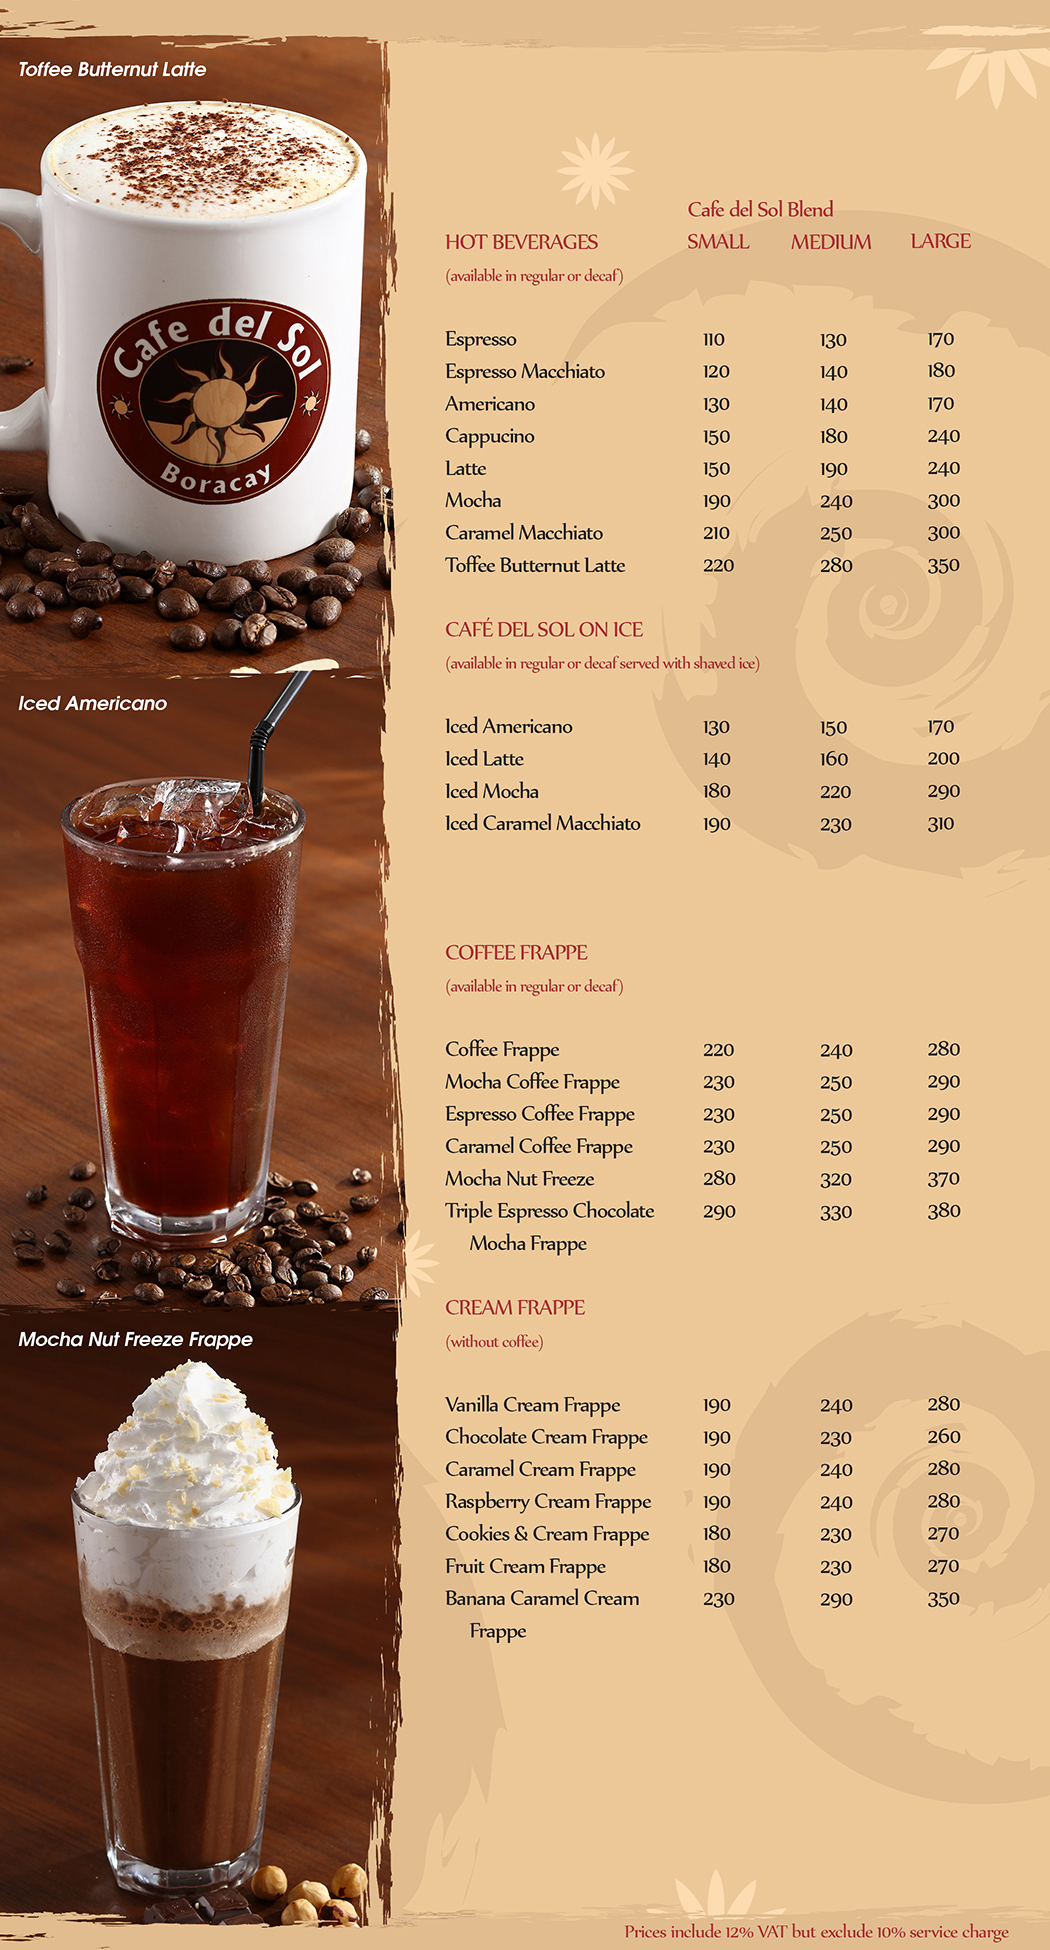 Toffee Butternut Latte
Cafe del Sol
Boracay
Iced Americano
Mocha Nut Freeze Frappe
Cafe del Sol Blend
HOT BEVERAGES SMALL MEDIUM LARGE
(available in regular or decaf)
Espresso 110 130 170
Espresso Macchiato 120 140 180
Americano 130 140 170
Cappucino 150 180 240
Latte 150 190 240
Mocha 190 240 300
Caramel Macchiato 210 250 300
Toffee Butternut Latte 220 280 350
CAFÉ DEL SOL ON ICE
(available in regular or decaf served with shaved ice)
Iced Americano 130 150 170
Iced Latte 140 160 200
Iced Mocha 180 220 290
Iced Caramel Macchiato 190 230 310
COFFEE FRAPPE
(available in regular or decaf)
Coffee Frappe 220 240 280
Mocha Coffee Frappe 230 250 290
Espresso Coffee Frappe 230 250 290
Caramel Coffee Frappe 230 250 290
Mocha Nut Freeze 280 320 370
Triple Espresso Chocolate 290 330 380
Mocha Frappe
CREAM FRAPPE
(without coffee)
Vanilla Cream Frappe 190 240 280
Chocolate Cream Frappe 190 230 260
Caramel Cream Frappe 190 240 280
Raspberry Cream Frappe 190 240 280
Cookies & Cream Frappe 180 230 270
Fruit Cream Frappe 180 230 270
Banana Caramel Cream 230 290 350
Frappe
Prices include 12% VAT but exclude 10% service charge